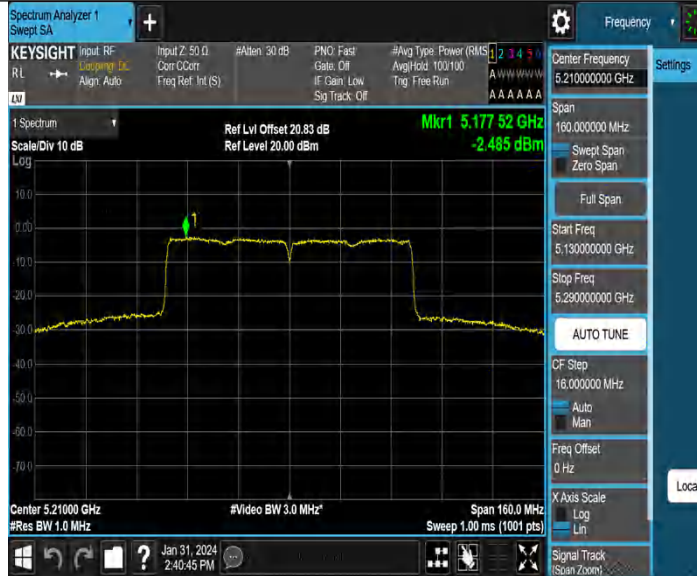 Spectrum Analyzer 1
Swept SA
+
Frequency
KEYSIGHT
Input: RF
Coupling: DC
Align: Auto
Input Z: 50 Ω
Corr CCorr
Freq Ref: Int (S)
#Atten: 30 dB
PNO: Fast
Gate: Off
IF Gain: Low
Sig Track: Off
#Avg Type: Power (RMS
Avg|Hold: 100/100
Trig: Free Run
1 2 3 4 5 6
A W W W W W
A A A A A A
RL
1 Spectrum
Scale/Div 10 dB
Log
Ref Lvl Offset 20.83 dB
Ref Level 20.00 dBm
Mkr1 5.177 52 GHz
-2.485 dBm
1
10.0
0.00
-10.0
-20.0
-30.0
-40.0
-50.0
-60.0
-70.0
Center 5.21000 GHz
#Res BW 1.0 MHz
#Video BW 3.0 MHz*
Span 160.0 MHz
Sweep 1.00 ms (1001 pts)
Center Frequency
5.210000000 GHz
Settings
Span
160.000000 MHz
Swept Span
Zero Span
Full Span
Start Freq
5.130000000 GHz
Stop Freq
5.290000000 GHz
AUTO TUNE
CF Step
16.000000 MHz
Auto
Man
Freq Offset
0 Hz
X Axis Scale
Log
Lin
Loca
Signal Track
(Span Zoom)
?
Jan 31, 2024
2:40:45 PM